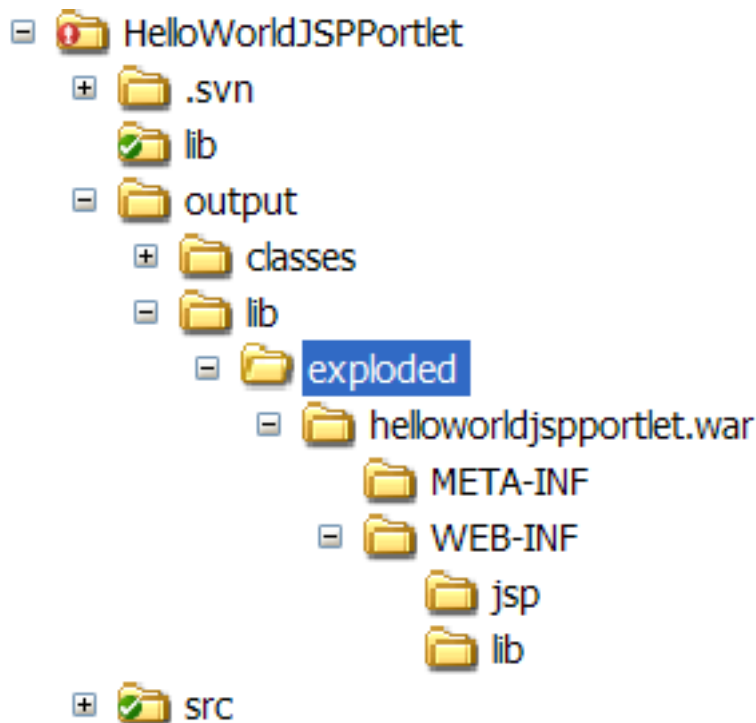 HelloWorldJSPPortlet
.svn
lib
output
classes
lib
exploded
helloworldjspportlet.war
META-INF
WEB-INF
jsp
lib
src